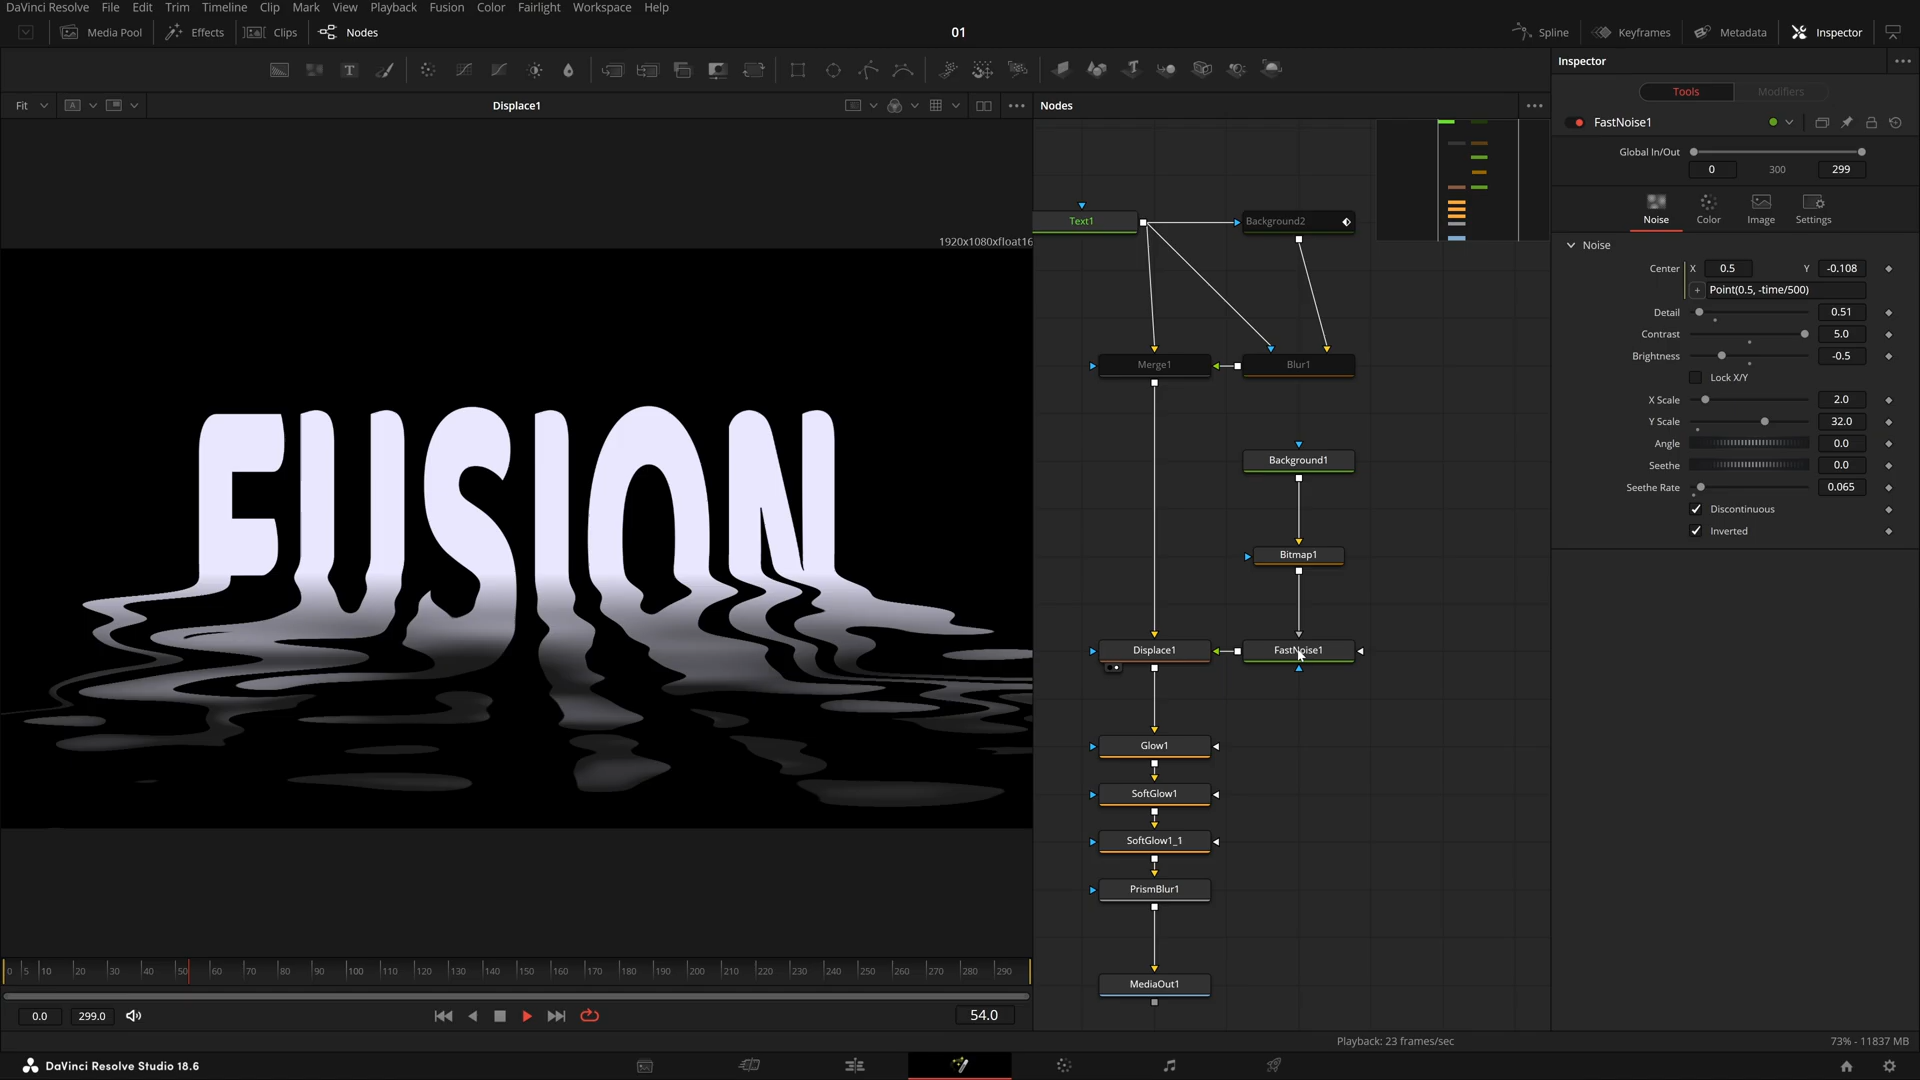 DaVinci Resolve File Edit Trim Timeline Clip Mark View Playback Fusion Color Fairlight Workspace Help
Media Pool Effects Clips Nodes 01 Spline Keyframes Metadata Inspector
Inspector
Tools Modifiers
Fit Displace1 Nodes
FastNoise1
Global In/Out
0 300 299
Noise Color Image Settings
Text1 Background2
1920x1080xfloat16
Noise
Center X 0.5 Y -0.108
Point(0.5, -time/500)
Detail 0.51
Contrast 5.0
Brightness -0.5
Merge1 Blur1
Lock X/Y
X Scale 2.0
Y Scale 32.0
Angle 0.0
Background1
Seethe 0.0
Seethe Rate 0.065
Discontinuous
Inverted
FUSION
Bitmap1
Displace1 FastNoise1
Glow1
SoftGlow1
SoftGlow1_1
PrismBlur1
0 5 10 20 30 40 50 60 70 80 90 100 110 120 130 140 150 160 170 180 190 200 210 220 230 240 250 260 270 280 290
MediaOut1
0.0 299.0 54.0
Playback: 23 frames/sec 73% - 11837 MB
DaVinci Resolve Studio 18.6